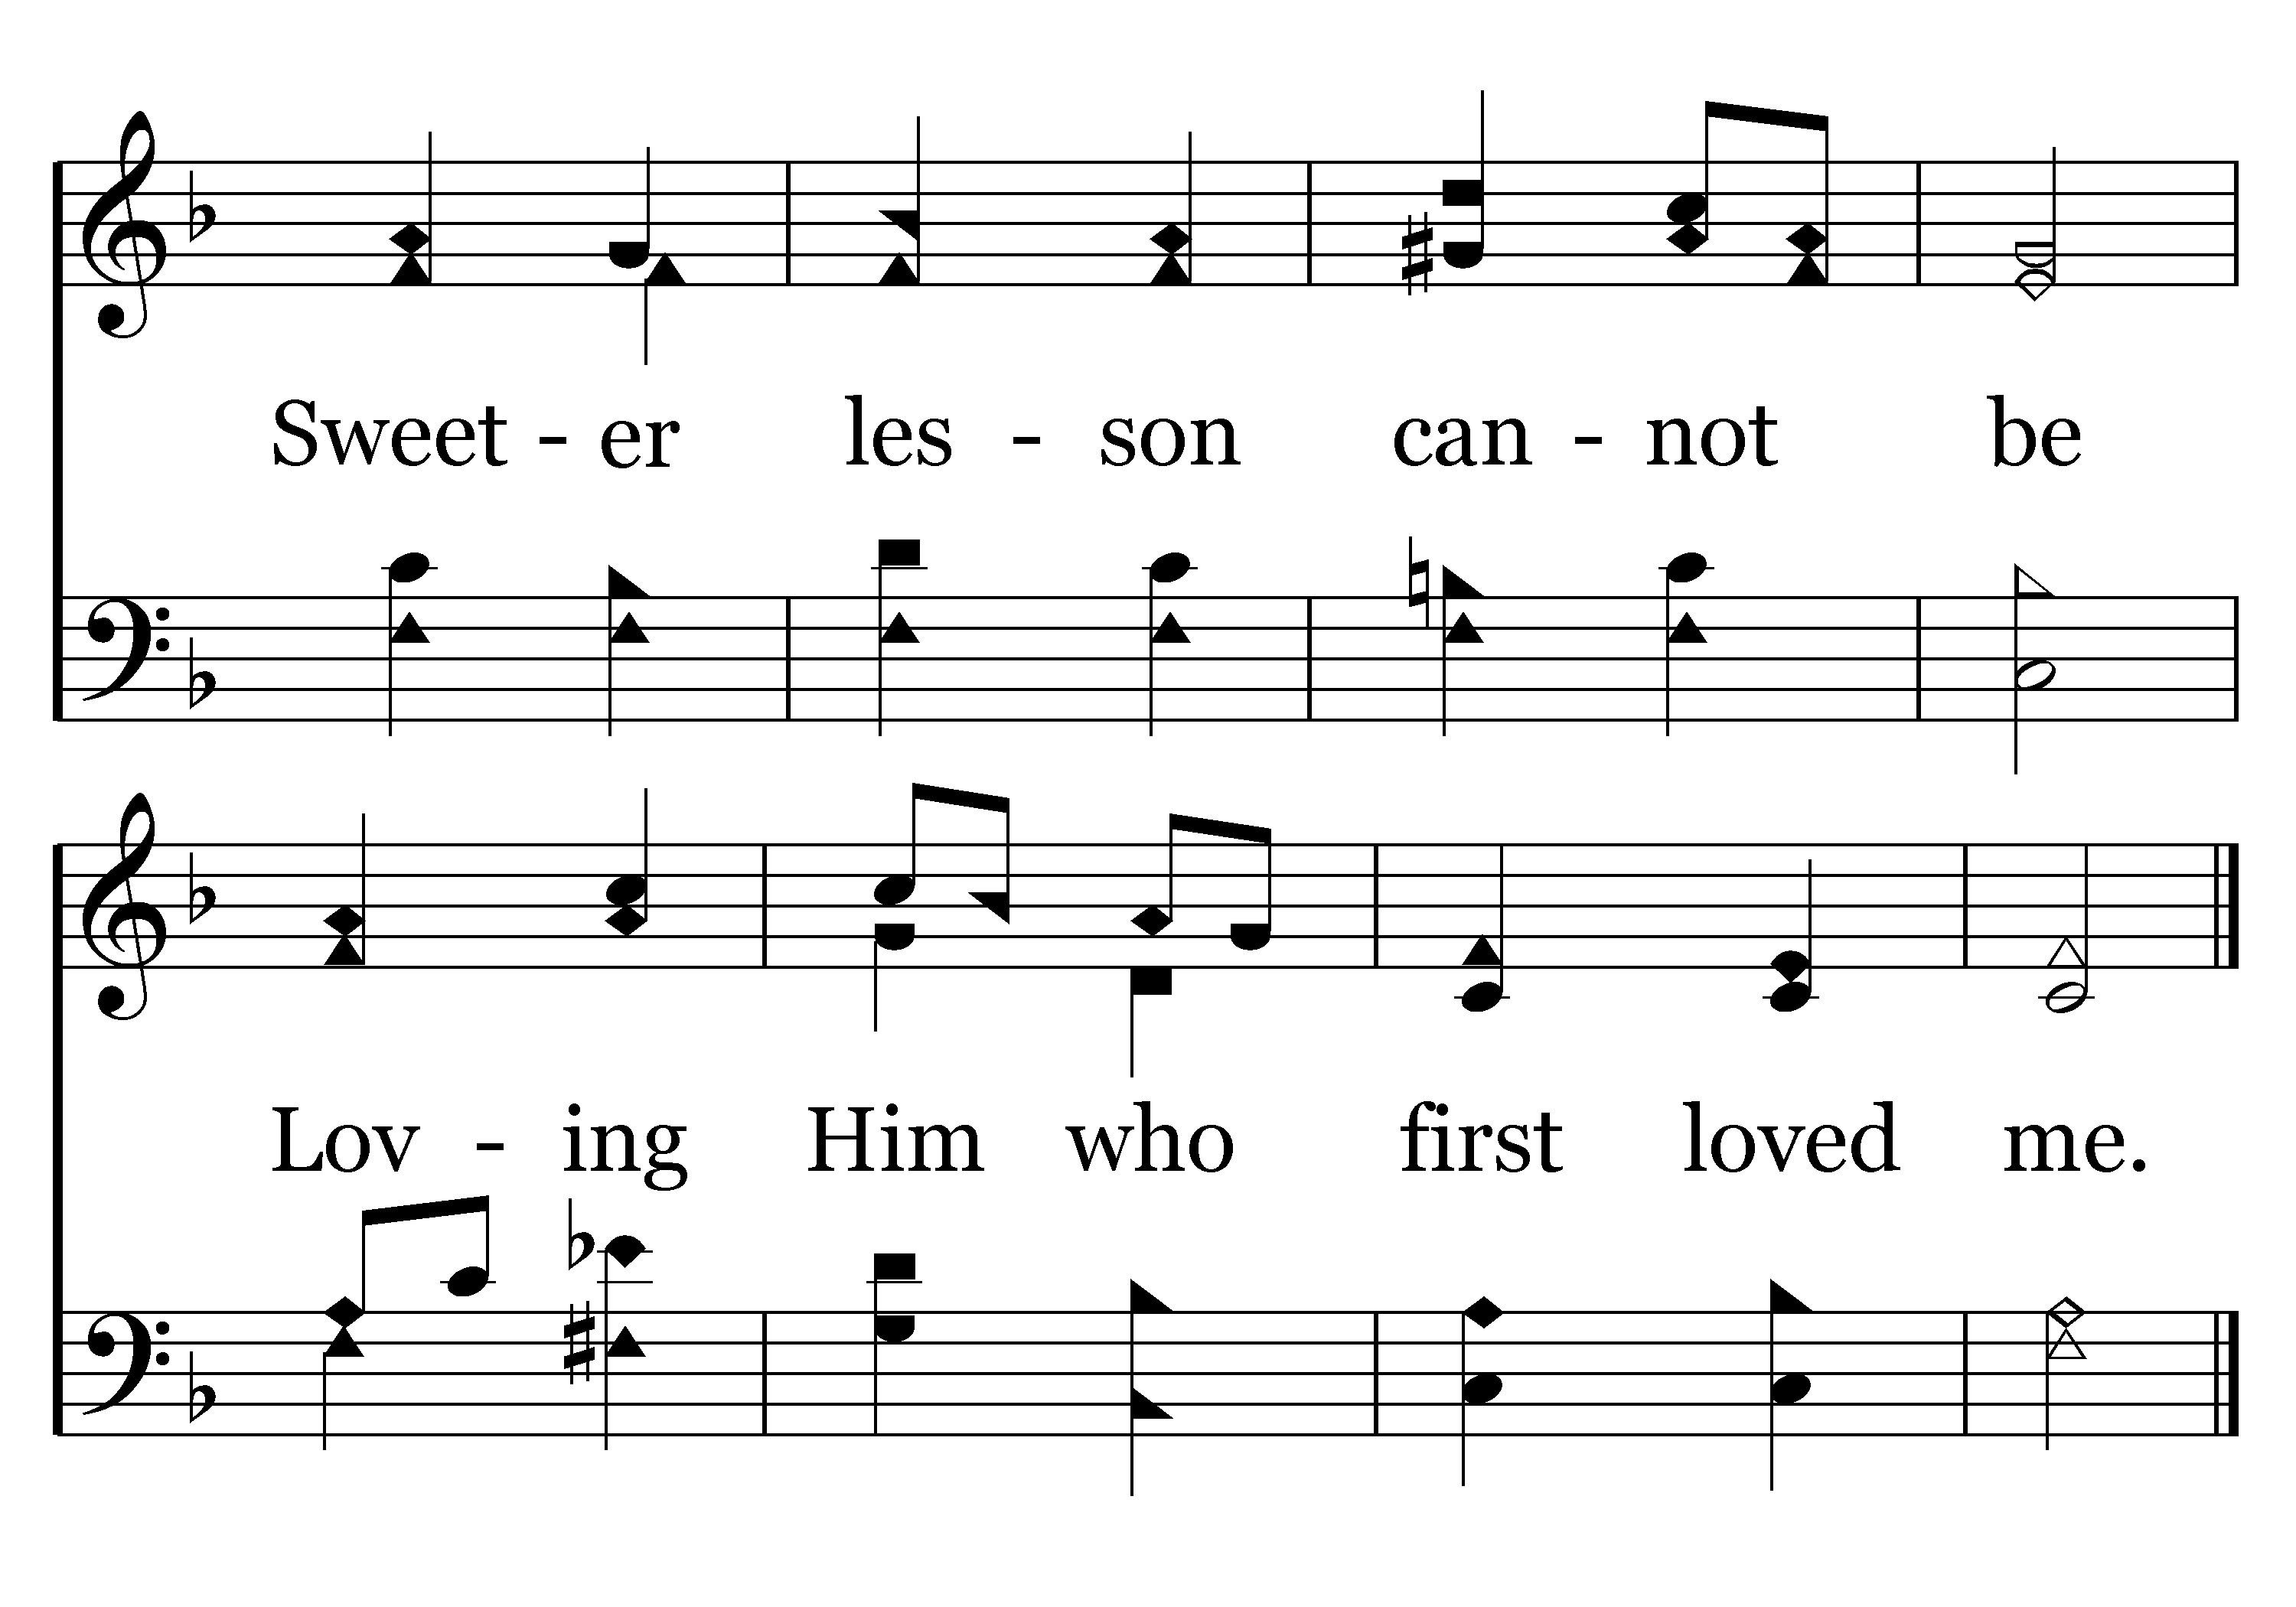 Sweet - er les - son can - not be
Lov - ing Him who first loved me.